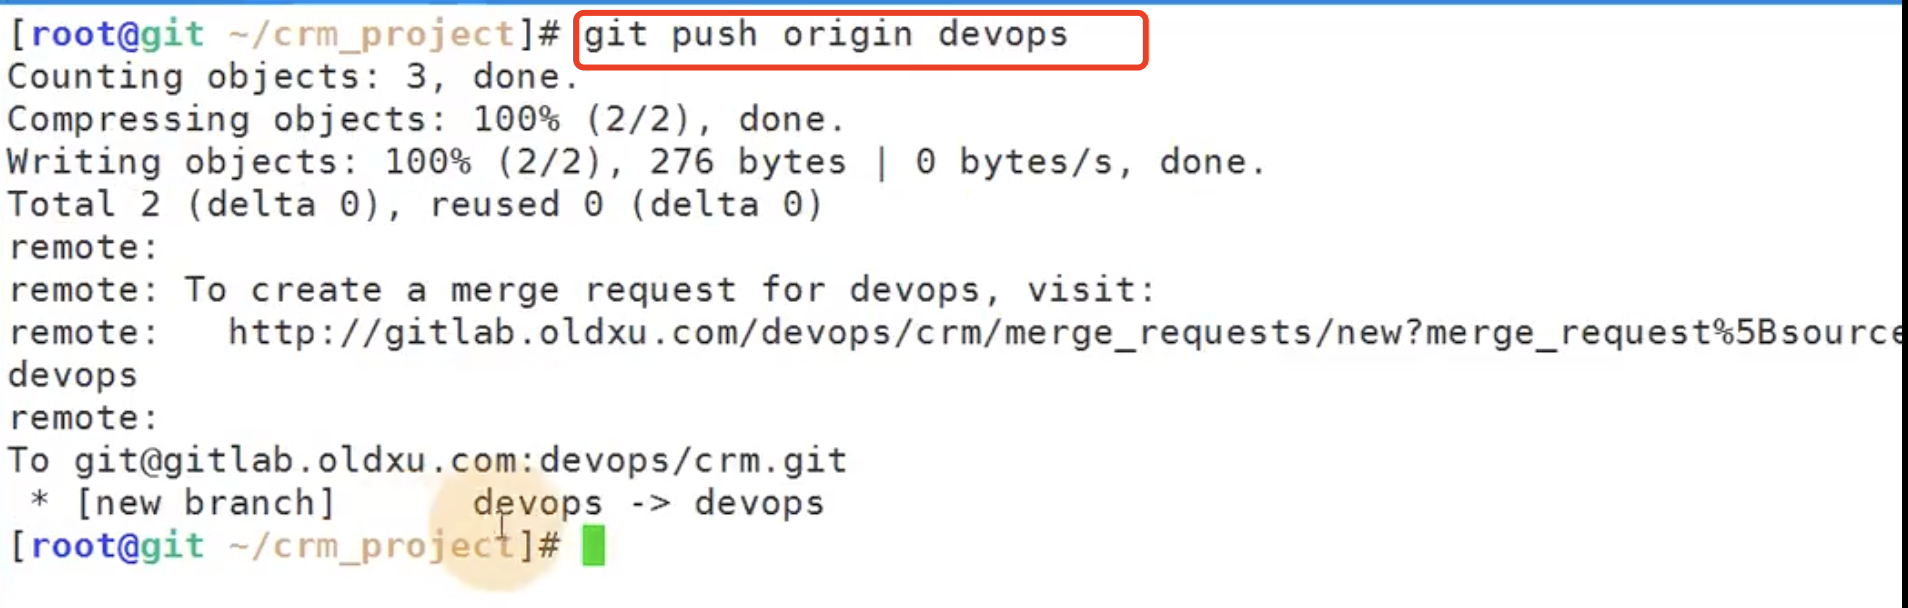 [root@git ~/crm_project]# git push origin devops
Counting objects: 3, done.
Compressing objects: 100% (2/2), done.
Writing objects: 100% (2/2), 276 bytes | 0 bytes/s, done.
Total 2 (delta 0), reused 0 (delta 0)
remote:
remote: To create a merge request for devops, visit:
remote:   http://gitlab.oldxu.com/devops/crm/merge_requests/new?merge_request%5Bsource
devops
remote:
To git@gitlab.oldxu.com:devops/crm.git
 * [new branch]      devops -> devops
[root@git ~/crm_project]#